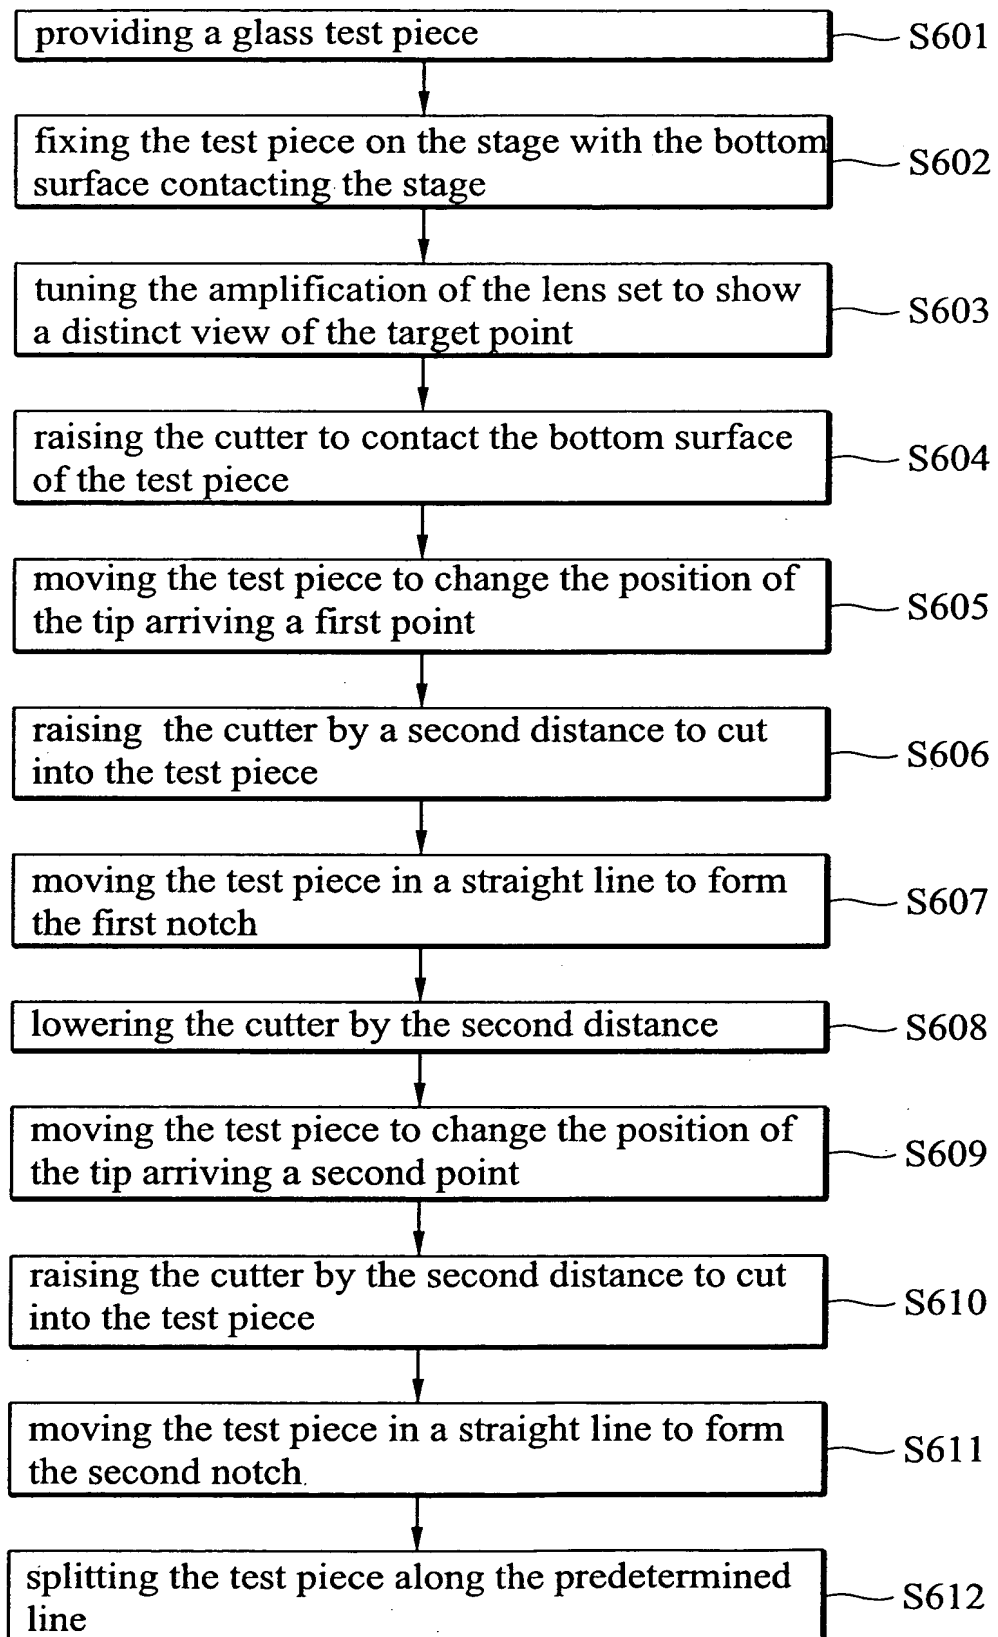 providing a glass test piece
S601
fixing the test piece on the stage with the bottom
surface contacting the stage
S602
tuning the amplification of the lens set to show
a distinct view of the target point
S603
raising the cutter to contact the bottom surface
of the test piece
S604
moving the test piece to change the position of
the tip arriving a first point
S605
raising the cutter by a second distance to cut
into the test piece
S606
moving the test piece in a straight line to form
the first notch
S607
lowering the cutter by the second distance
S608
moving the test piece to change the position of
the tip arriving a second point
S609
raising the cutter by the second distance to cut
into the test piece
S610
moving the test piece in a straight line to form
the second notch
S611
splitting the test piece along the predetermined
line
S612